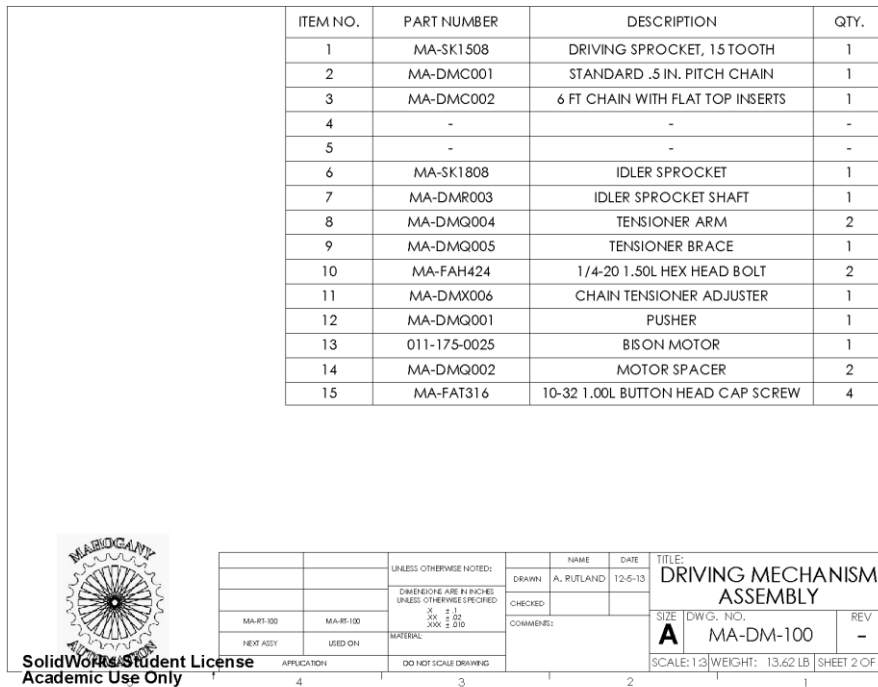 ITEM NO. PART NUMBER DESCRIPTION QTY.
1 MA-SK1508 DRIVING SPROCKET, 15 TOOTH 1
2 MA-DMC001 STANDARD .5 IN. PITCH CHAIN 1
3 MA-DMC002 6 FT CHAIN WITH FLAT TOP INSERTS 1
4 - - -
5 - - -
6 MA-SK1808 IDLER SPROCKET 1
7 MA-DMR003 IDLER SPROCKET SHAFT 1
8 MA-DMQ004 TENSIONER ARM 2
9 MA-DMQ005 TENSIONER BRACE 1
10 MA-FAH424 1/4-20 1.50L HEX HEAD BOLT 2
11 MA-DMX006 CHAIN TENSIONER ADJUSTER 1
12 MA-DMQ001 PUSHER 1
13 011-175-0025 BISON MOTOR 1
14 MA-DMQ002 MOTOR SPACER 2
15 MA-FAT316 10-32 1.00L BUTTON HEAD CAP SCREW 4
MAHOGANY
AUTOMATION
SolidWorks Student License
Academic Use Only
MA-RT-100 MA-RT-100
NEXT ASSY USED ON
APPLICATION
UNLESS OTHERWISE NOTED:
DIMENSIONS ARE IN INCHES
UNLESS OTHERWISE SPECIFIED
.X ± .1
.XX ± .02
.XXX ± .010
MATERIAL
DO NOT SCALE DRAWING
NAME DATE
DRAWN A. RUTLAND 12-5-13
CHECKED
COMMENTS:
TITLE:
DRIVING MECHANISM
ASSEMBLY
SIZE DWG. NO. REV
A MA-DM-100 -
SCALE: 1:3 WEIGHT: 13.62 LB SHEET 2 OF
5 4 3 2 1